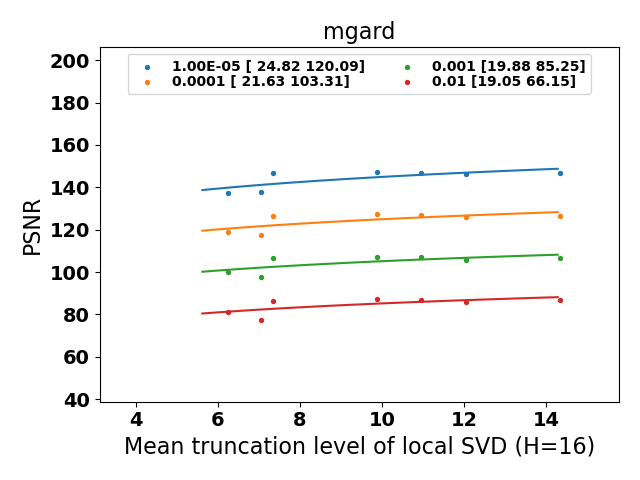 mgard
1.00E-05 [ 24.82 120.09]
0.0001 [ 21.63 103.31]
0.001 [19.88 85.25]
0.01 [19.05 66.15]
200
180
160
140
120
100
80
60
40
PSNR
4 6 8 10 12 14
Mean truncation level of local SVD (H=16)